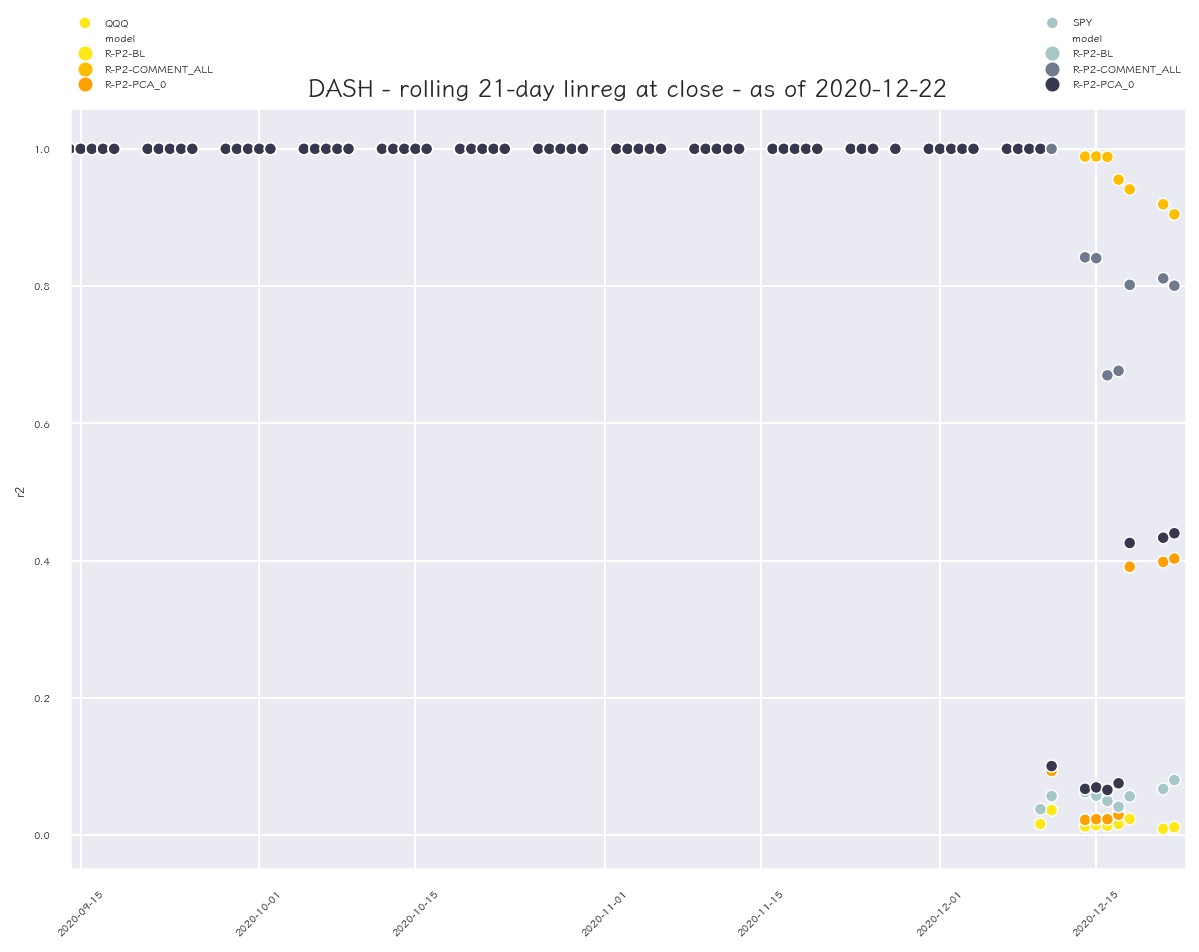 QQQ
model
R-P2-BL
R-P2-COMMENT_ALL
R-P2-PCA_0
SPY
model
R-P2-BL
R-P2-COMMENT_ALL
R-P2-PCA_0
DASH - rolling 21-day linreg at close - as of 2020-12-22
1.0
0.8
0.6
0.4
0.2
0.0
r2
2020-09-15
2020-10-01
2020-10-15
2020-11-01
2020-11-15
2020-12-01
2020-12-15